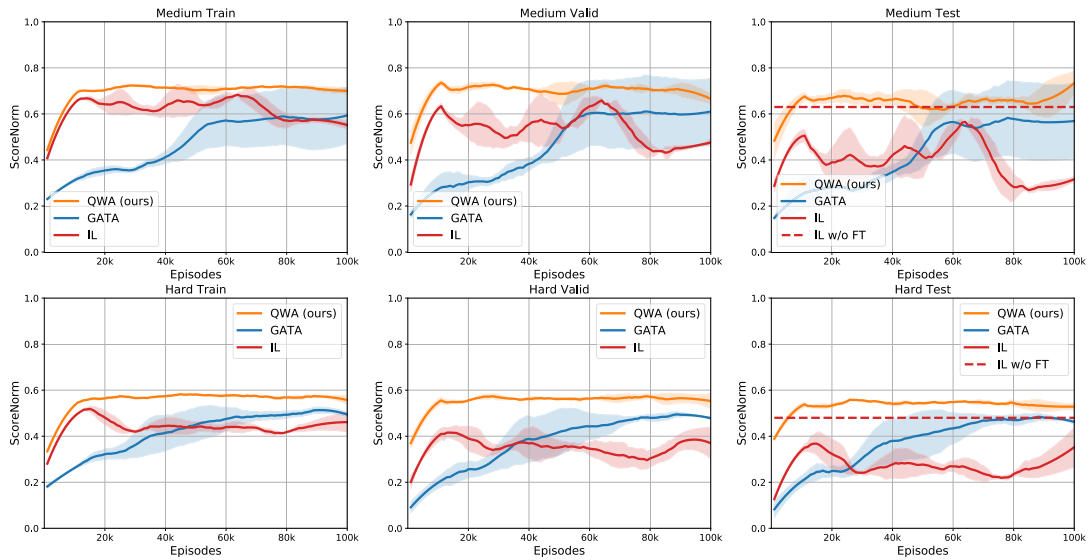 Medium Train
ScoreNorm
1.0
0.8
0.6
0.4
0.2
0.0
QWA (ours)
GATA
IL
20k 40k 60k 80k 100k
Episodes
Medium Valid
ScoreNorm
1.0
0.8
0.6
0.4
0.2
0.0
QWA (ours)
GATA
IL
20k 40k 60k 80k 100k
Episodes
Medium Test
ScoreNorm
1.0
0.8
0.6
0.4
0.2
0.0
QWA (ours)
GATA
IL
IL w/o FT
20k 40k 60k 80k 100k
Episodes
Hard Train
ScoreNorm
1.0
0.8
0.6
0.4
0.2
0.0
QWA (ours)
GATA
IL
20k 40k 60k 80k 100k
Episodes
Hard Valid
ScoreNorm
1.0
0.8
0.6
0.4
0.2
0.0
QWA (ours)
GATA
IL
20k 40k 60k 80k 100k
Episodes
Hard Test
ScoreNorm
1.0
0.8
0.6
0.4
0.2
0.0
QWA (ours)
GATA
IL
IL w/o FT
20k 40k 60k 80k 100k
Episodes